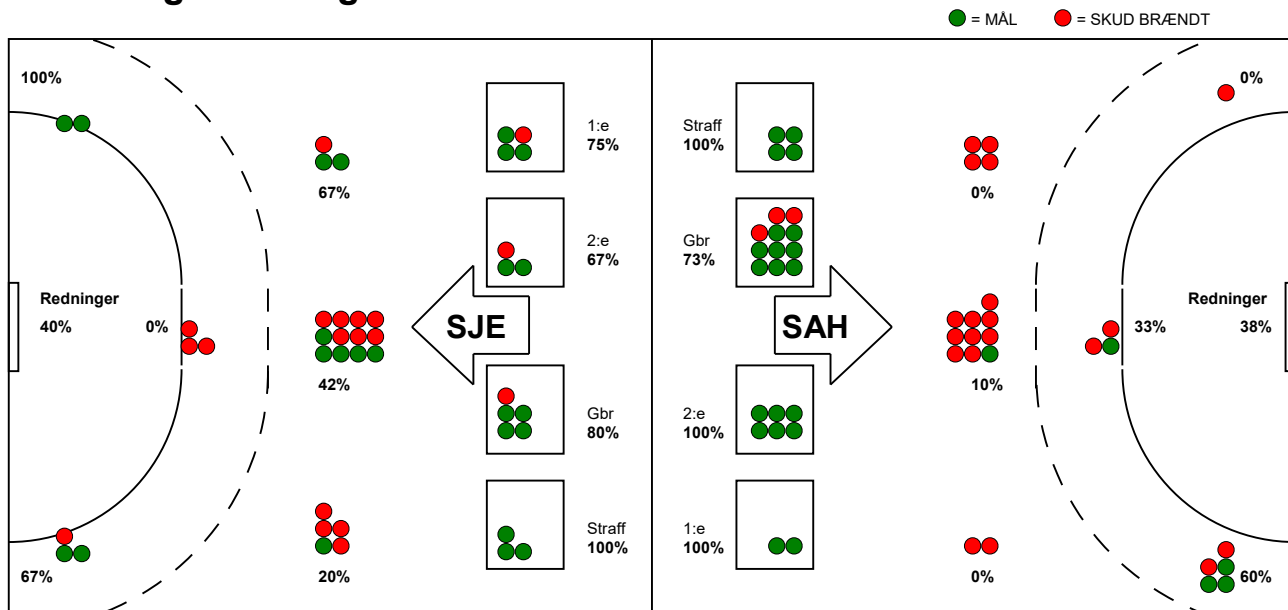 = MÅL = SKUD BRÆNDT
100%
67%
Redninger
40%
0%
42%
67%
20%
1:e
75%
2:e
67%
SJE
Gbr
80%
Straff
100%
Straff
100%
Gbr
73%
SAH
2:e
100%
1:e
100%
0%
0%
10%
33%
Redninger
38%
0%
60%